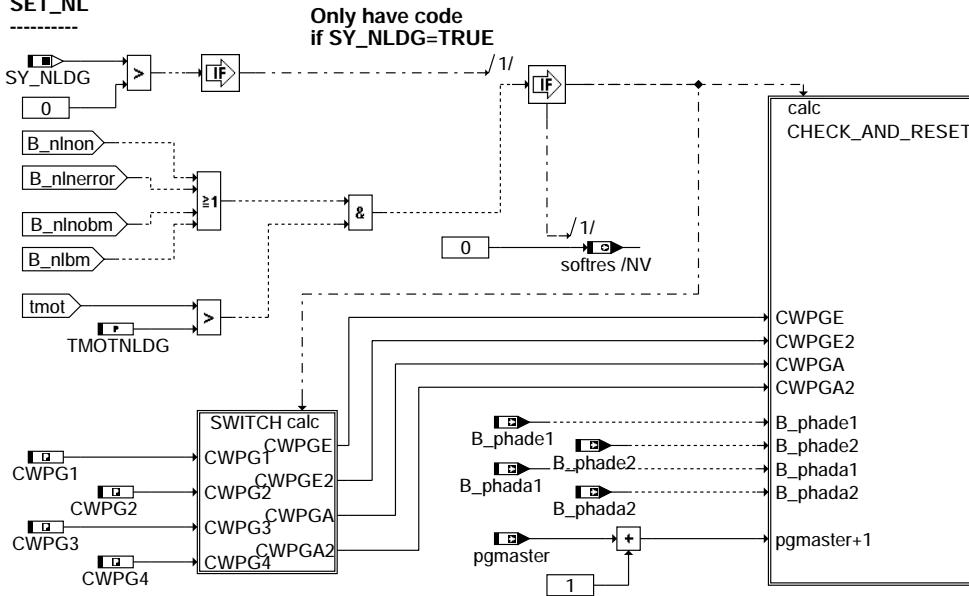 SET_NL
----------
Only have code
if SY_NLDG=TRUE
SY_NLDG
>
IF
/1/
0
IF
calc
CHECK_AND_RESET
B_nlnon
B_nlnerror
B_nlnobm
B_nlbm
≥1
&
/1/
0
softres /NV
tmot
>
P
TMOTNLDG
CWPGE
CWPGE2
CWPGA
CWPGA2
SWITCH calc
CWPGE
CWPG1
CWPGE2
CWPG2
CWPGA
CWPG3
CWPGA2
CWPG4
CWPG1
CWPG2
CWPG3
CWPG4
B_phade1
B_phade2
B_phada1
B_phada2
B_phade1
B_phade2
B_phada1
B_phada2
pgmaster
+
1
pgmaster+1